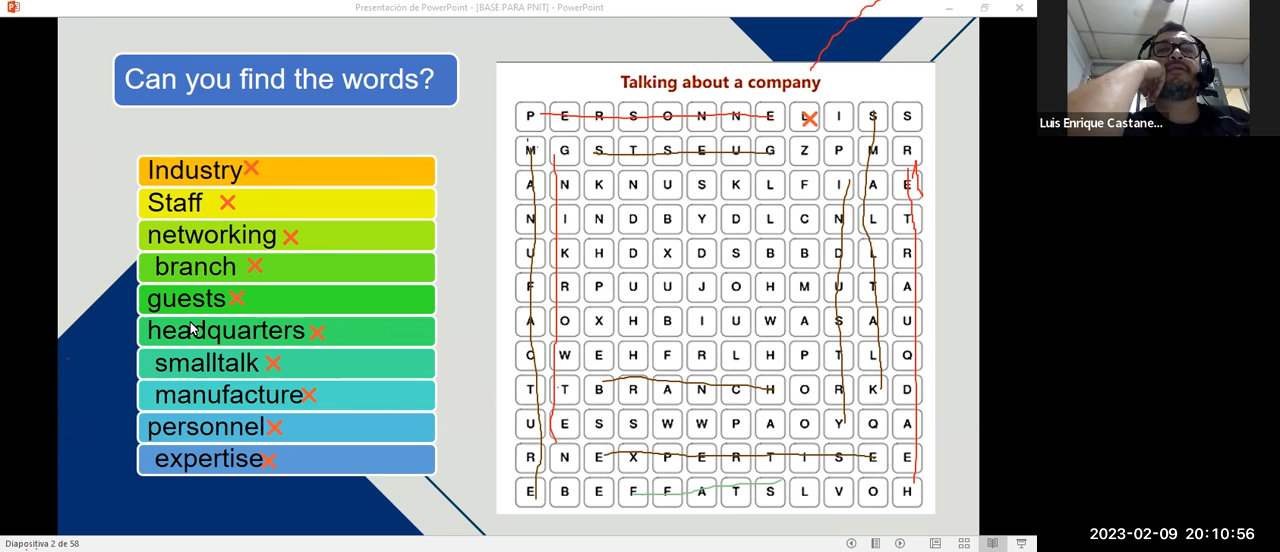 Presentación de PowerPoint - [BASE PARA PNIT] - PowerPoint
Can you find the words?
Industry
Staff
networking
branch
guests
headquarters
smalltalk
manufacture
personnel
expertise
Talking about a company
P E R S O N N E L I S S
M G S T S E U G Z P M R
A N K N U S K L F I A E
N I N D B Y D L C N L T
U K H D X D S B B D L R
F R P U U J O H M U T A
A O X H B I U W A S A U
C W E H F R L H P T L Q
T T B R A N C H O R K D
U E S S W W P A O Y Q A
R N E X P E R T I S E E
E B E F F A T S L V O H
Luis Enrique Castane...
2023-02-09 20:10:56
Diapositiva 2 de 58